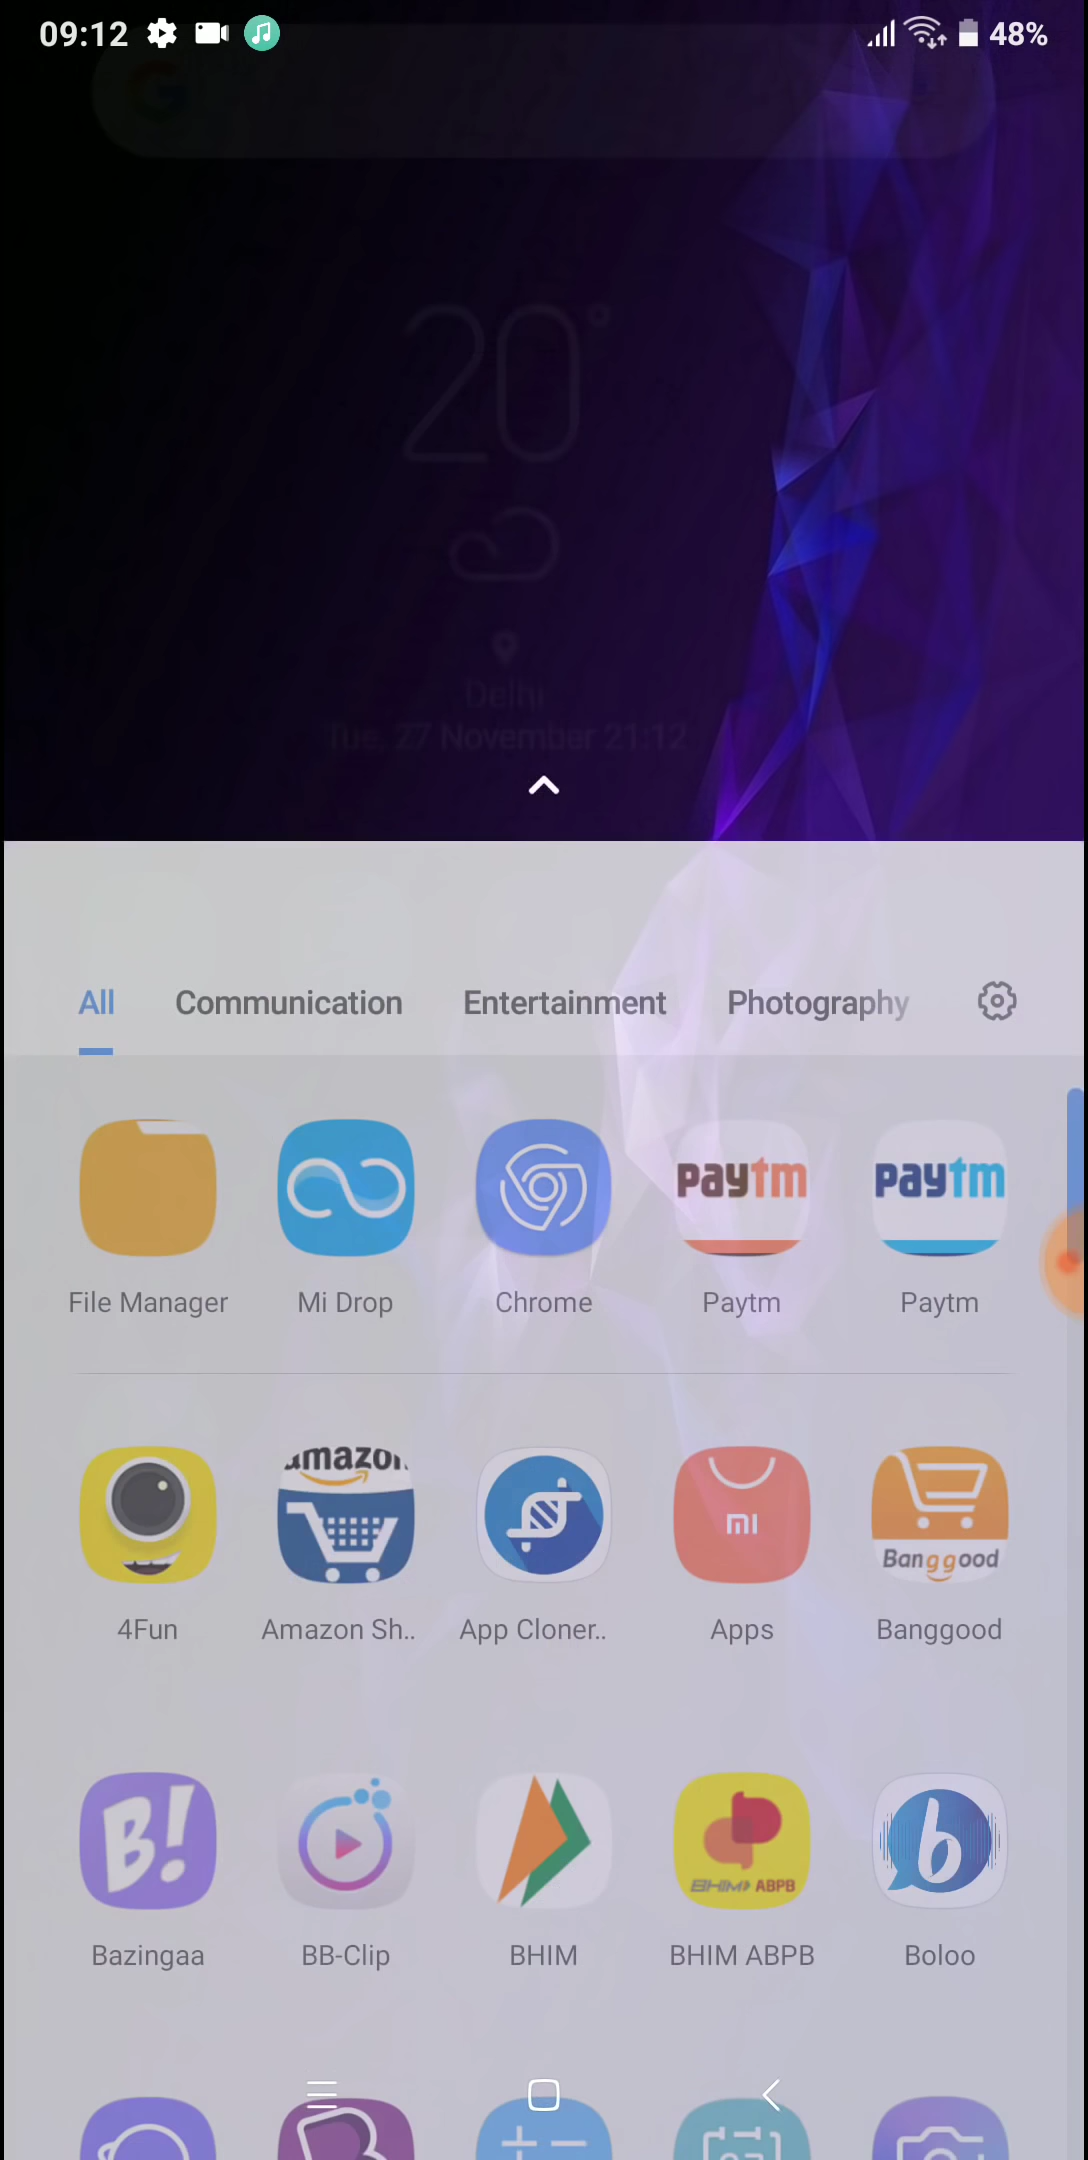 09:12 48%
20°
Delhi
Tue, 27 November 21:12
All Communication Entertainment Photography
paytm paytm
File Manager Mi Drop Chrome Paytm Paytm
amazon
mi
Banggood
4Fun Amazon Sh.. App Cloner.. Apps Banggood
B!
b
BHIM ABPB
Bazingaa BB-Clip BHIM BHIM ABPB Boloo